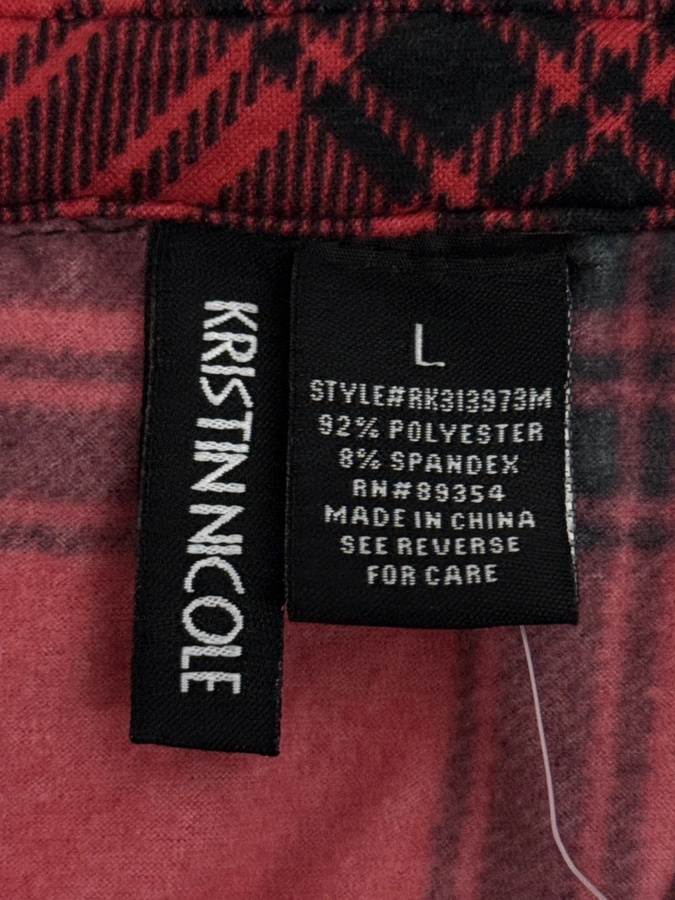 KRISTIN NICOLE
L
STYLE#RK313973M
92% POLYESTER
8% SPANDEX
RN#89354
MADE IN CHINA
SEE REVERSE
FOR CARE